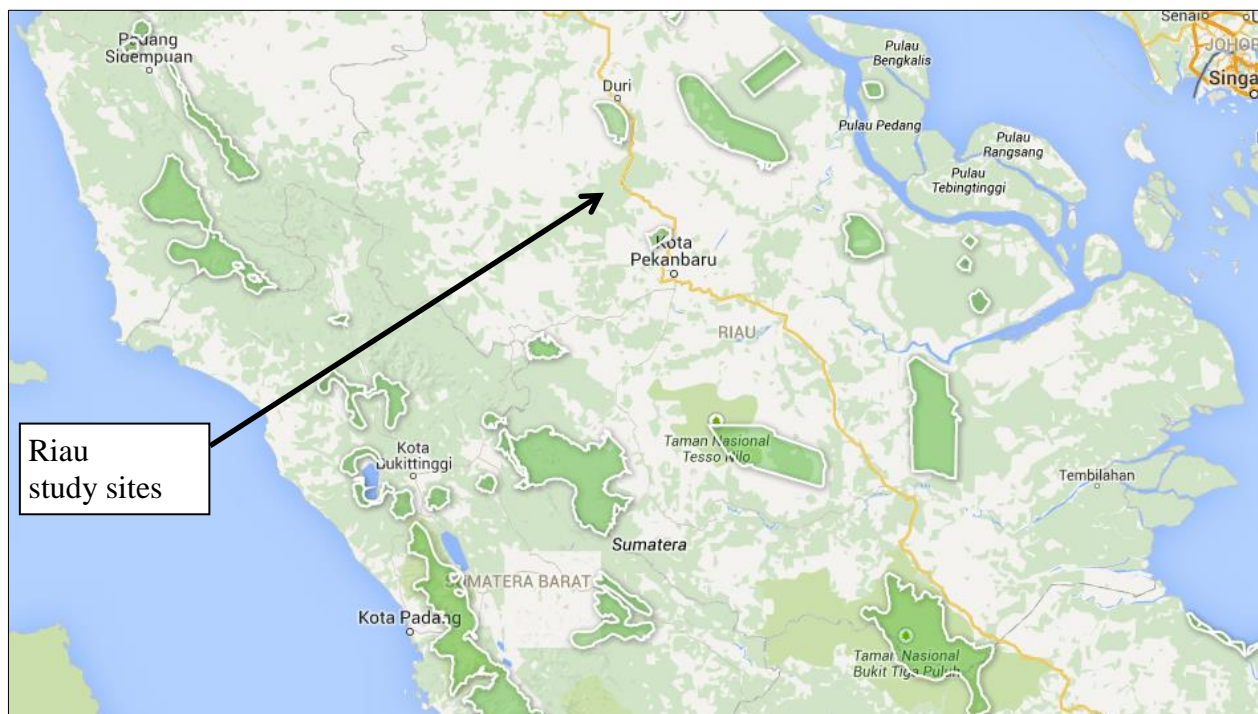 Senai
JOHO
Singa
Padang
Sidempuan
Duri
Pulau
Bengkalis
Pulau Pedang
Pulau
Rangsang
Pulau
Tebingtinggi
Kota
Pekanbaru
RIAU
Taman Nasional
Tesso Nilo
Riau
study sites
Kota
Bukittinggi
Tembilahan
Sumatera
SUMATERA BARAT
Kota Padang
Taman Nasional
Bukit Tiga Puluh